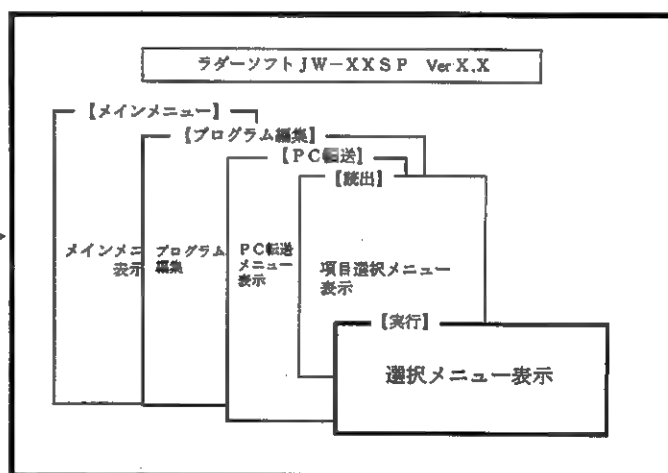 ラダーソフトJW-XXSP Ver X.X
【メインメニュー】
【プログラム編集】
【PC転送】
【読出】
メインメニ
表示
プログラム
編集
PC転送
メニュー
表示
項目選択メニュー
表示
【実行】
選択メニュー表示